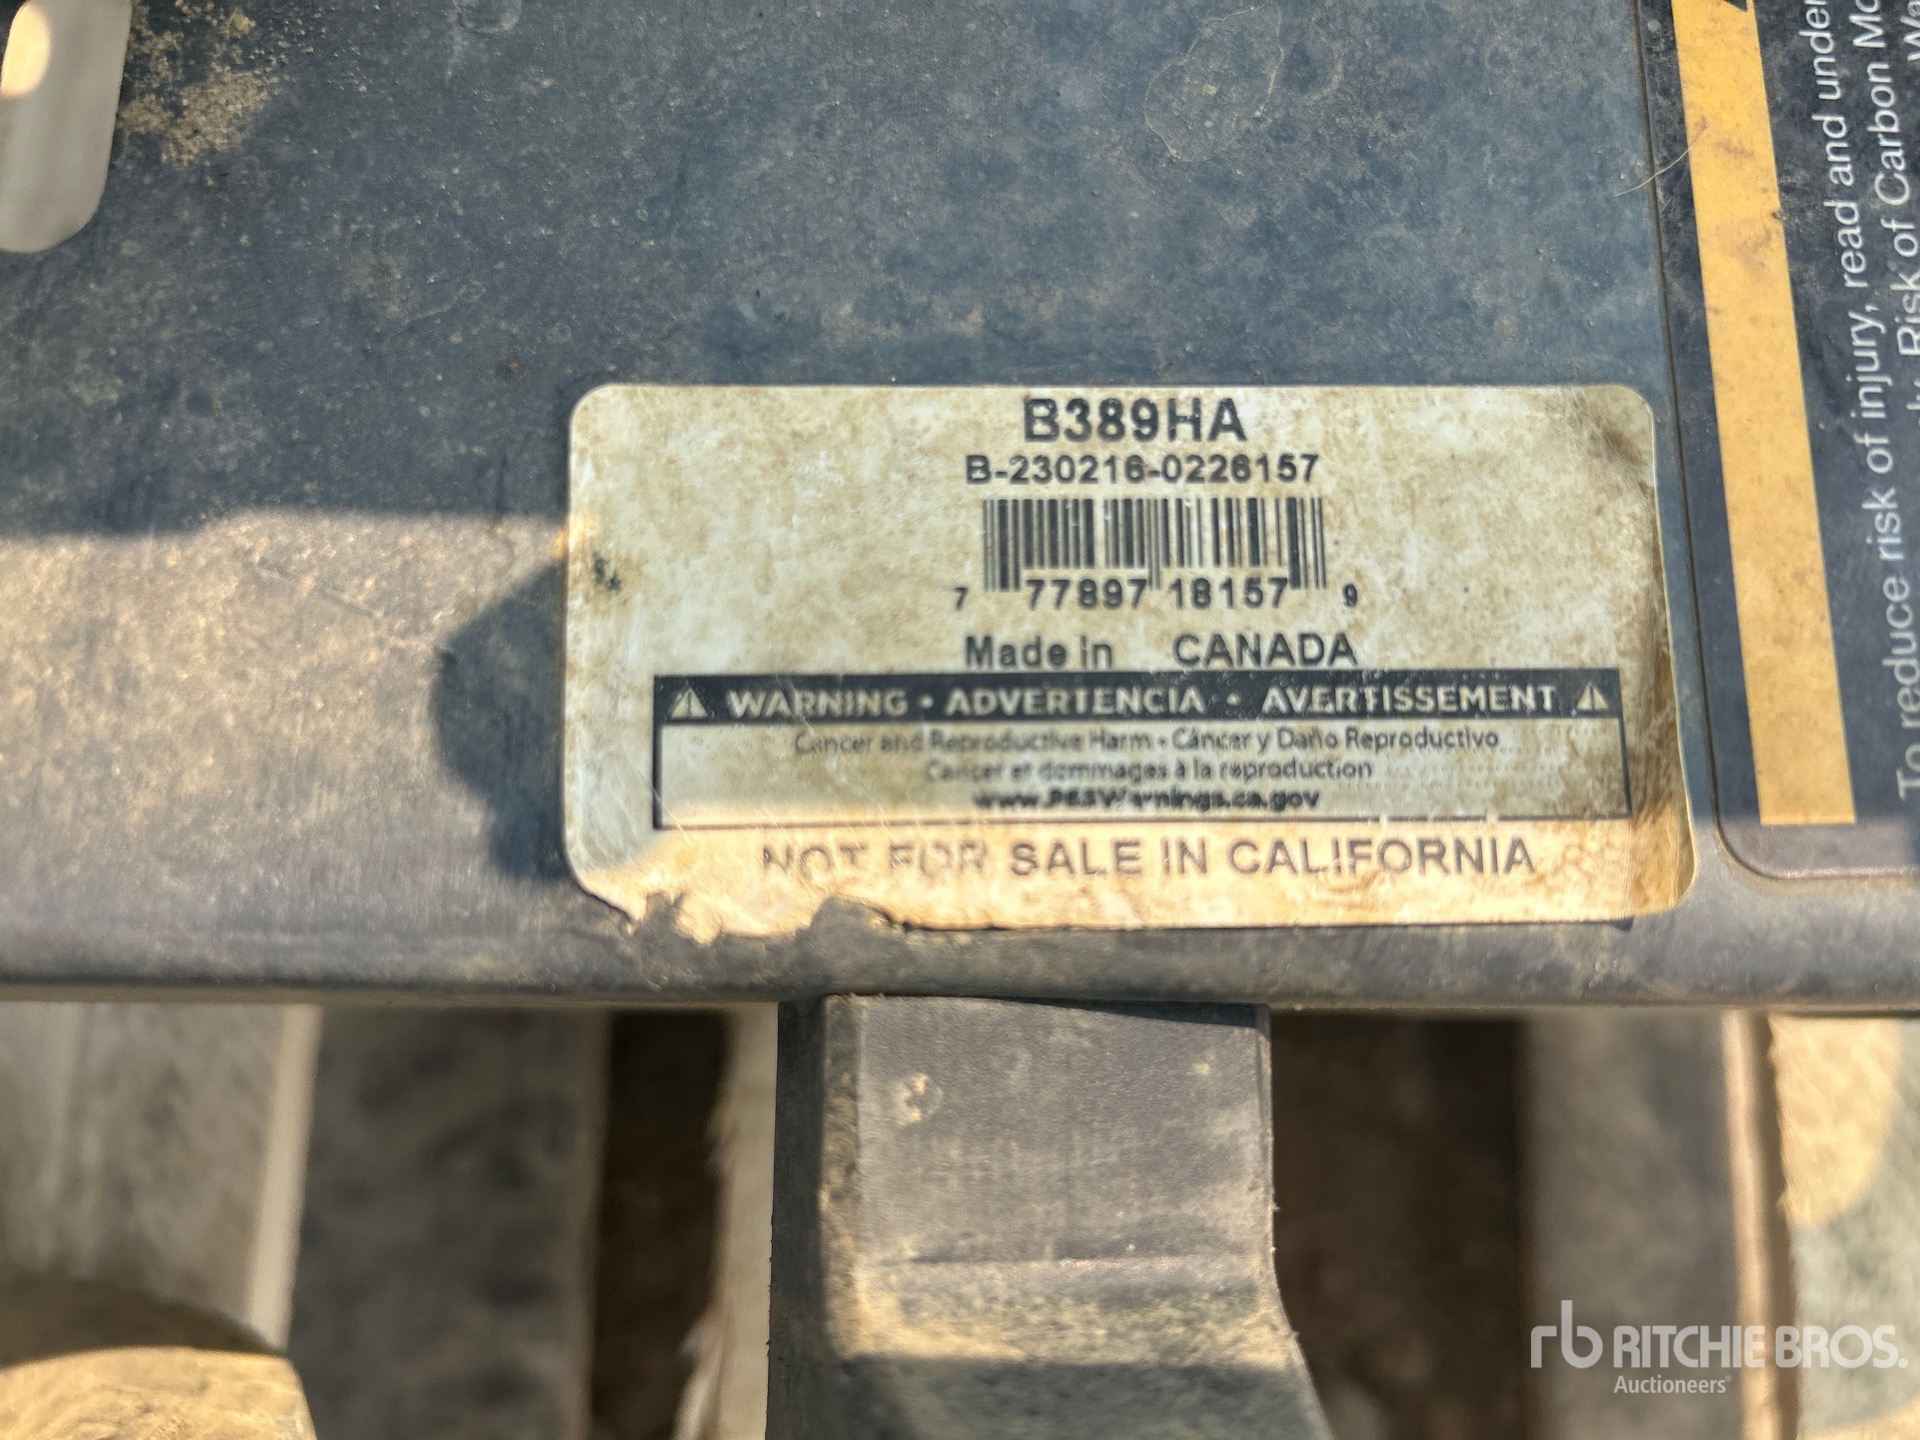 B389HA
B-230216-0226157
7 77897 18157 9
Made in CANADA
WARNING • ADVERTENCIA • AVERTISSEMENT
Cancer and Reproductive Harm • Cáncer y Daño Reproductivo
Cancer et dommages à la reproduction
www.P65Warnings.ca.gov
NOT FOR SALE IN CALIFORNIA
To reduce risk of injury, read and under
Risk of Carbon Mo
rb RITCHIE BROS.
Auctioneers